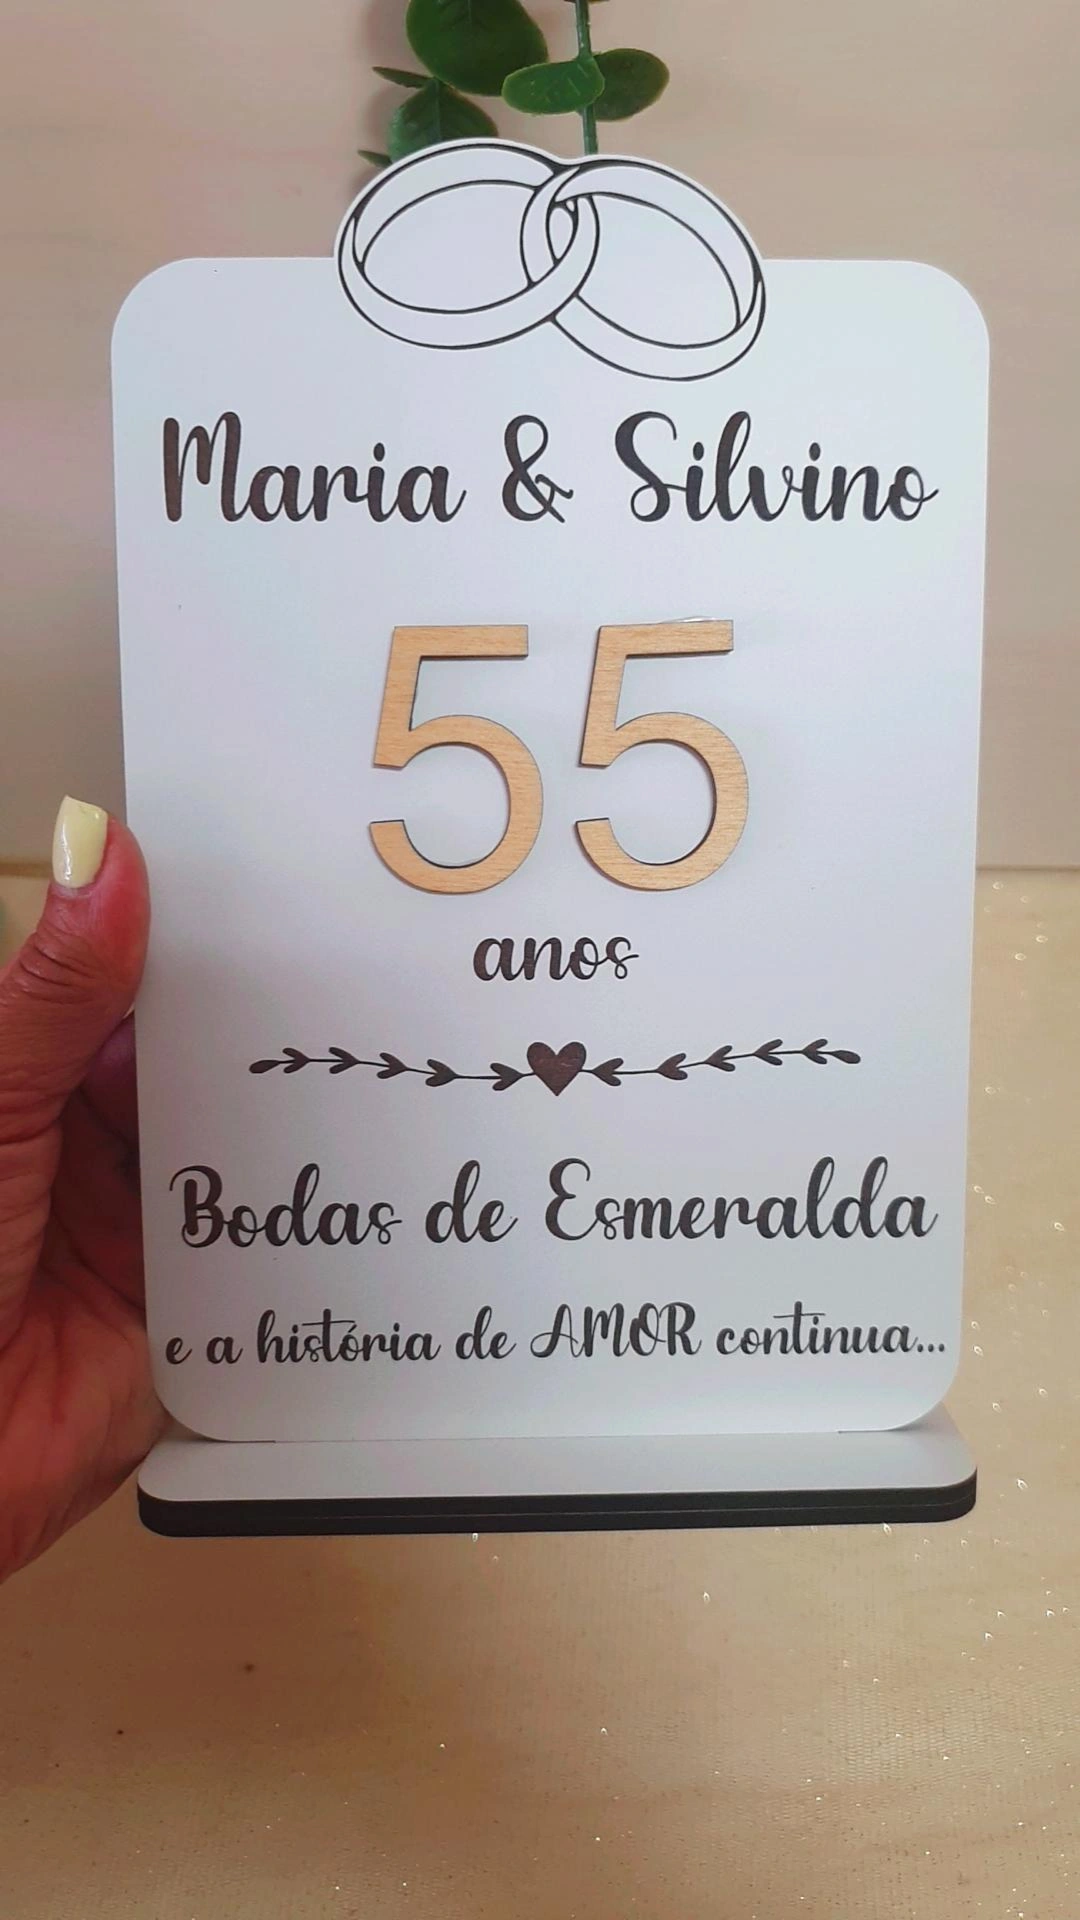 Maria & Silvino
55
anos
Bodas de Esmeralda
e a história de AMOR continua...